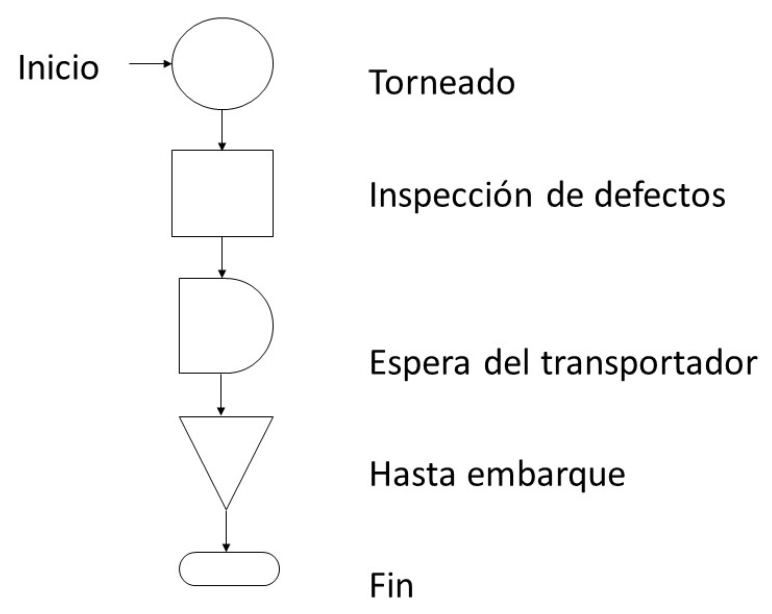 Inicio
Torneado
Inspección de defectos
Espera del transportador
Hasta embarque
Fin